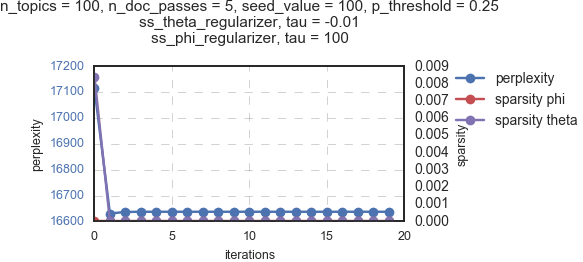 n_topics = 100, n_doc_passes = 5, seed_value = 100, p_threshold = 0.25
ss_theta_regularizer, tau = -0.01
ss_phi_regularizer, tau = 100
17200
17100
17000
16900
16800
16700
16600
perplexity
0.009
0.008
0.007
0.006
0.005
0.004
0.003
0.002
0.001
0.000
sparsity
perplexity
sparsity phi
sparsity theta
0
5
10
15
20
iterations